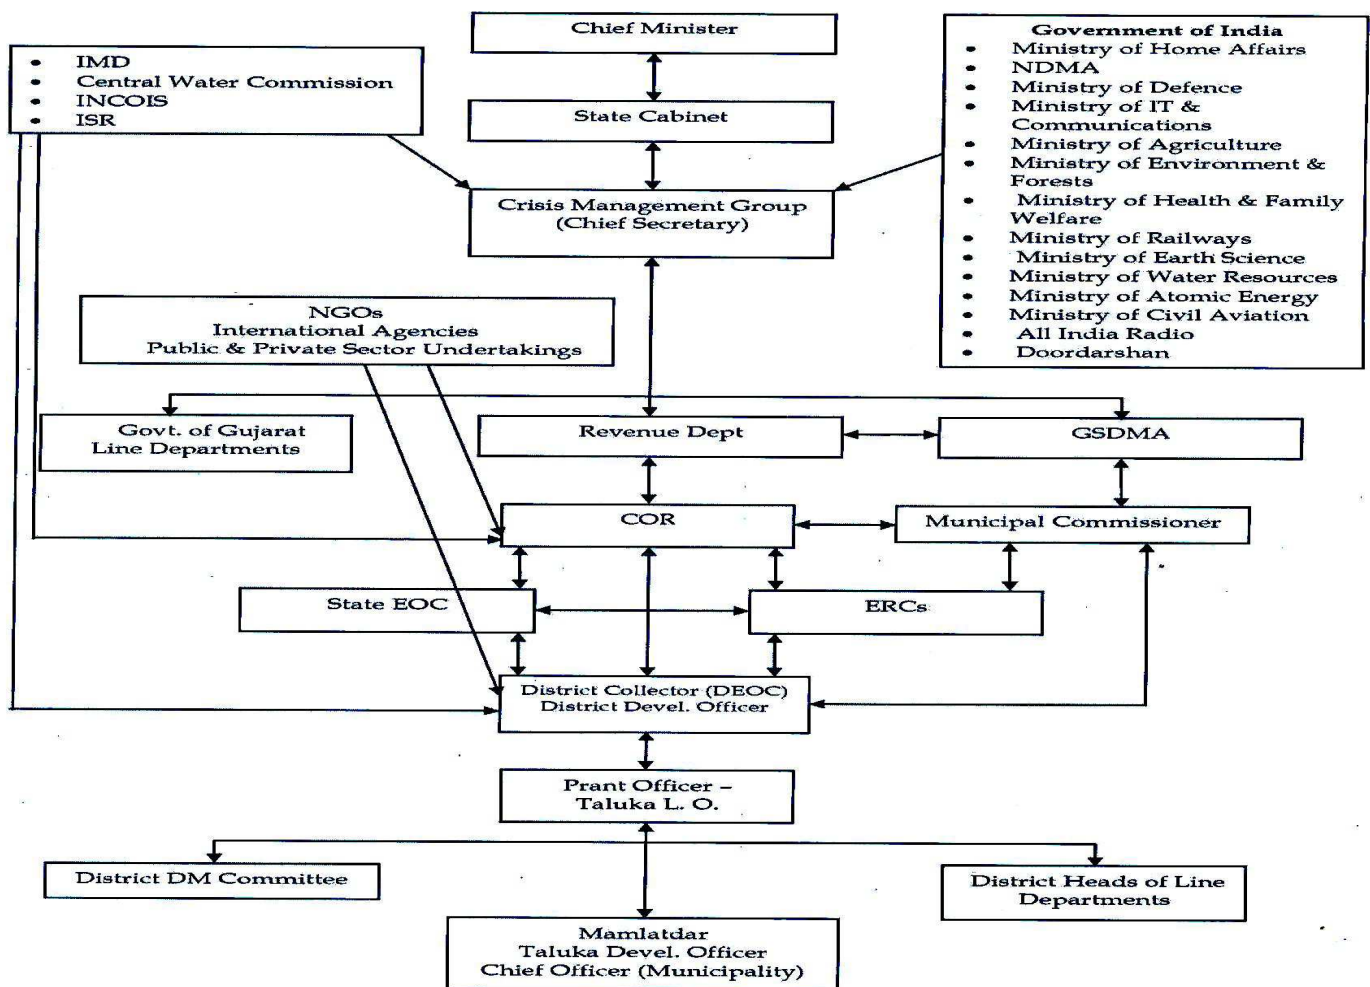 Chief Minister
• IMD
• Central Water Commission
• INCOIS
• ISR
State Cabinet
Government of India
• Ministry of Home Affairs
• NDMA
• Ministry of Defence
• Ministry of IT &
Communications
• Ministry of Agriculture
• Ministry of Environment &
Forests
• Ministry of Health & Family
Welfare
• Ministry of Railways
• Ministry of Earth Science
• Ministry of Water Resources
• Ministry of Atomic Energy
• Ministry of Civil Aviation
• All India Radio
• Doordarshan
Crisis Management Group
(Chief Secretary)
NGOs
International Agencies
Public & Private Sector Undertakings
Govt. of Gujarat
Line Departments
Revenue Dept
GSDMA
COR
Municipal Commissioner
State EOC
ERCs
District Collector (DEOC)
District Devel. Officer
Prant Officer –
Taluka L. O.
District DM Committee
District Heads of Line
Departments
Mamlatdar
Taluka Devel. Officer
Chief Officer (Municipality)